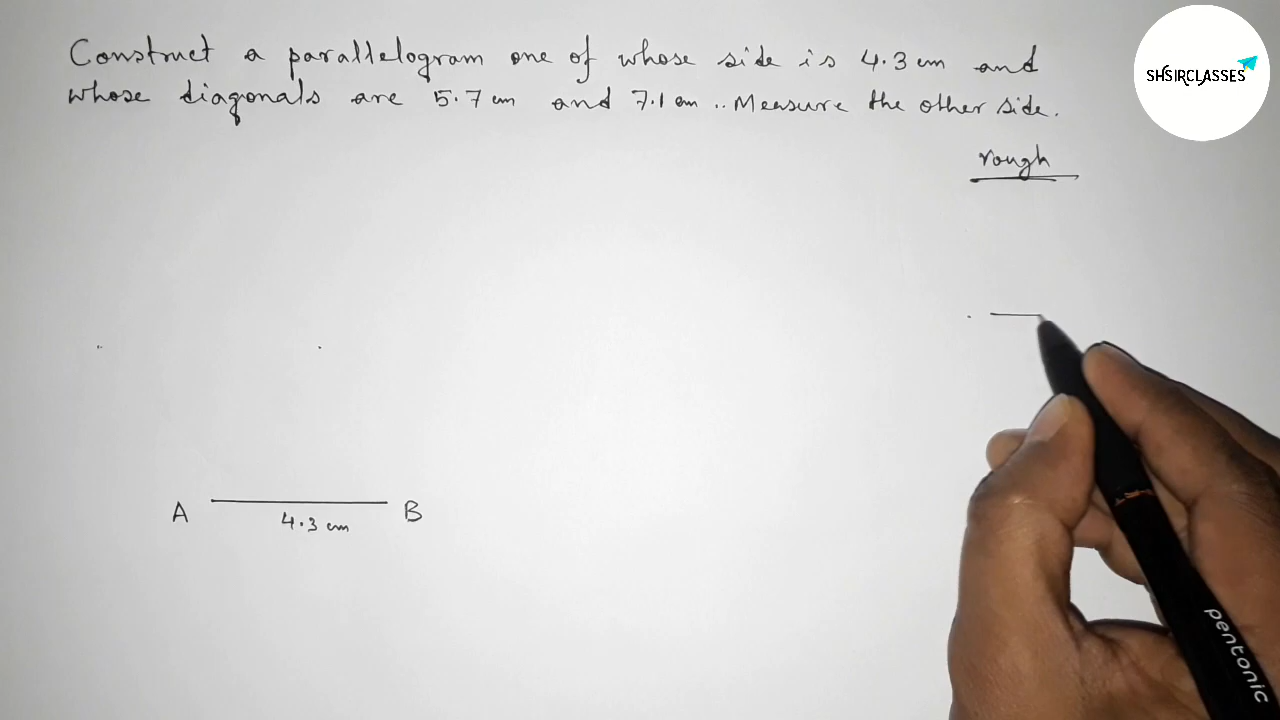 Construct a parallelogram one of whose side is 4.3 cm and
SHSIRCLASSES
whose diagonals are 5.7 cm and 7.1 cm .. Measure the other side.
rough
A B
4.3 cm
pentonic